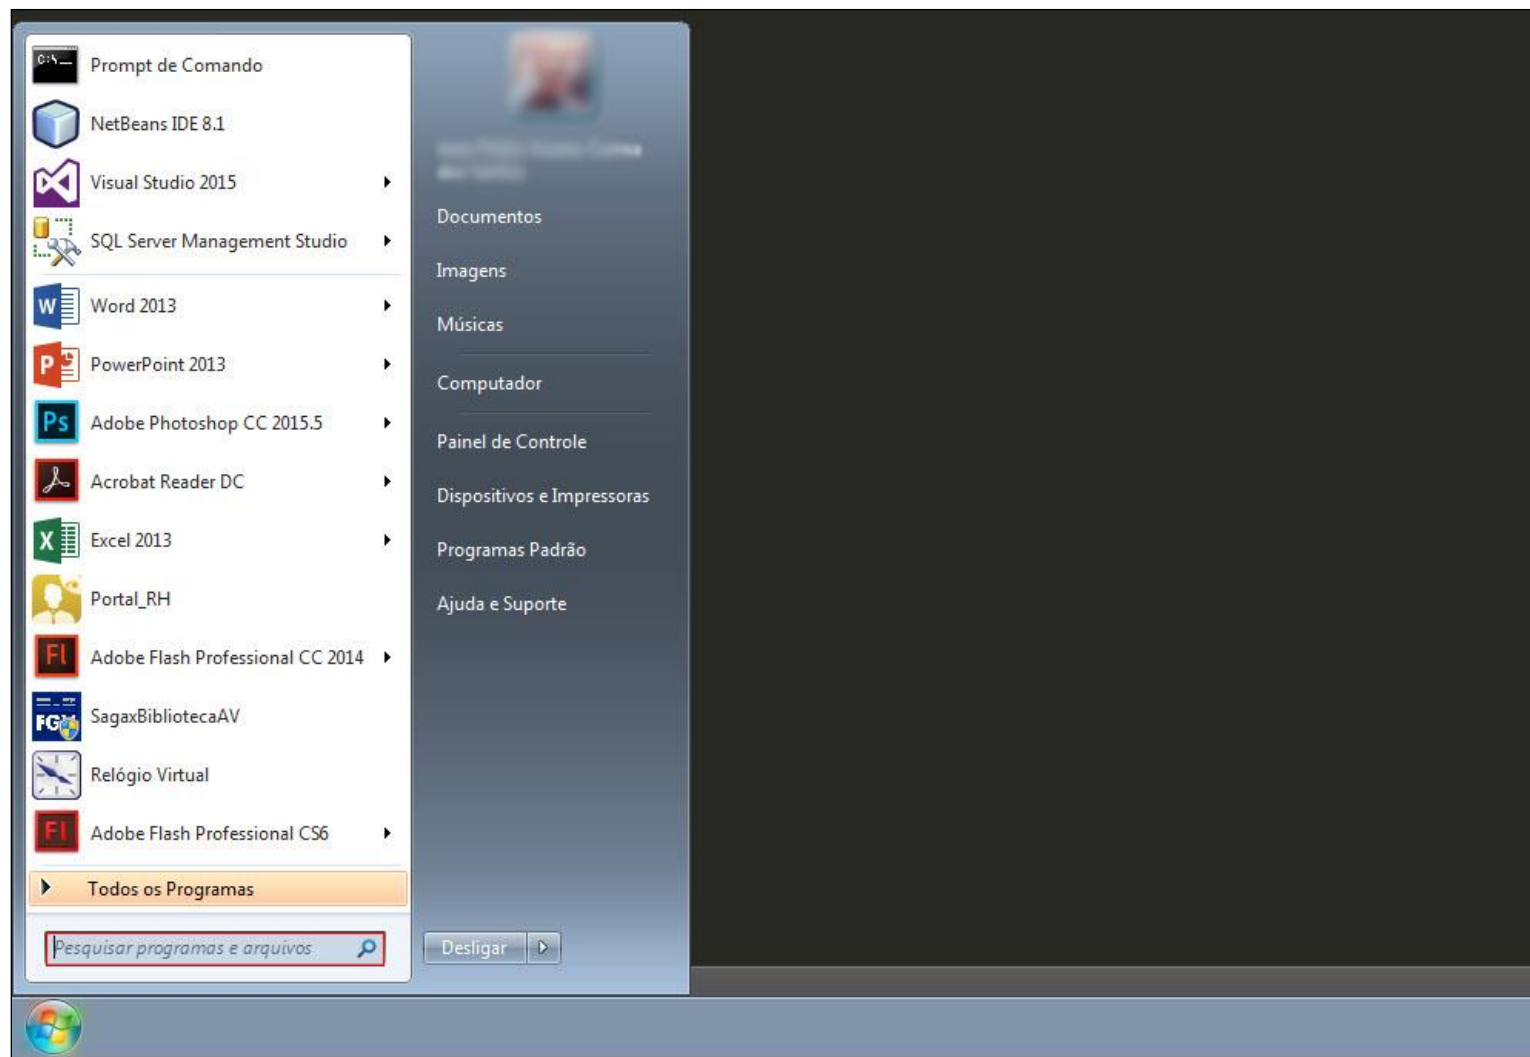 Prompt de Comando
NetBeans IDE 8.1
Visual Studio 2015
SQL Server Management Studio
Word 2013
PowerPoint 2013
Adobe Photoshop CC 2015.5
Acrobat Reader DC
Excel 2013
Portal_RH
Adobe Flash Professional CC 2014
SagaxBibliotecaAV
Relógio Virtual
Adobe Flash Professional CS6
Todos os Programas
Pesquisar programas e arquivos
Documentos
Imagens
Músicas
Computador
Painel de Controle
Dispositivos e Impressoras
Programas Padrão
Ajuda e Suporte
Desligar